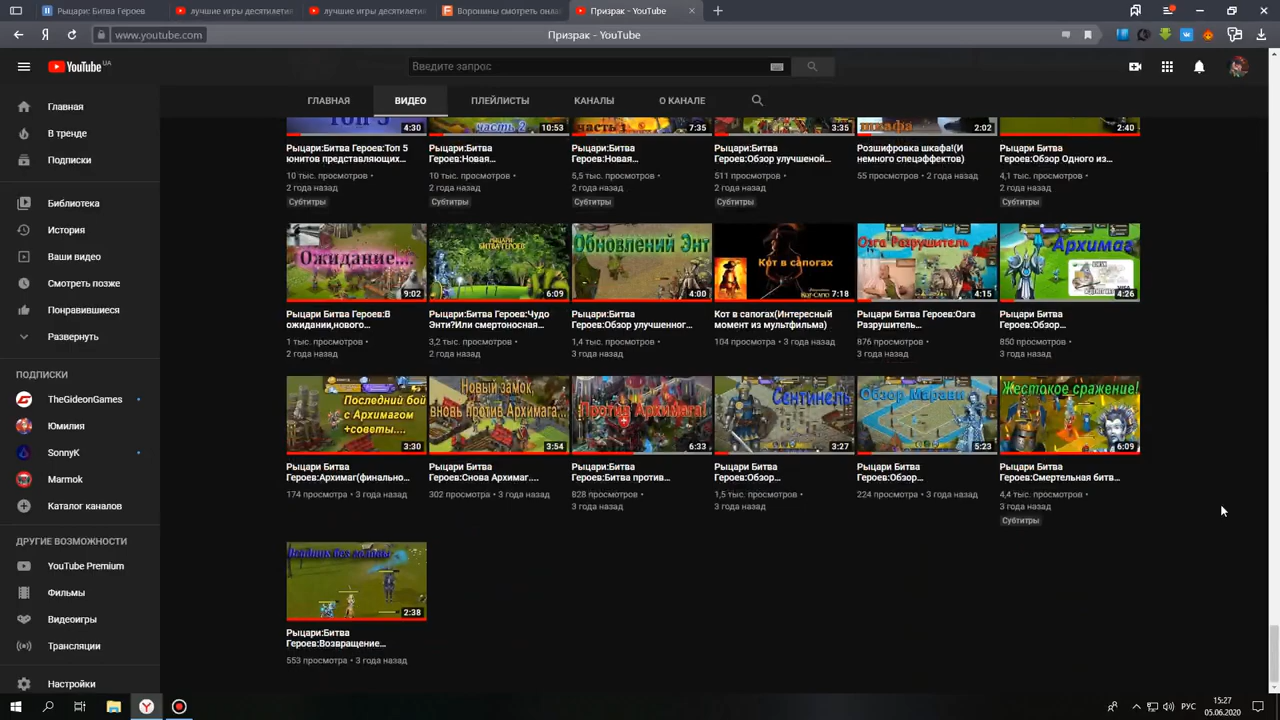 Рыцари: Битва Героев
лучшие игры десятилети
лучшие игры десятилети
Воронины смотреть онла
Призрак - YouTube
www.youtube.com
Призрак - YouTube
YouTube UA
Введите запрос
ГЛАВНАЯ
ВИДЕО
ПЛЕЙЛИСТЫ
КАНАЛЫ
О КАНАЛЕ
Главная
В тренде
Подписки
Библиотека
История
Ваши видео
Смотреть позже
Понравившиеся
Развернуть
ПОДПИСКИ
TheGideonGames
Юмилия
SonnyK
Marmok
Каталог каналов
ДРУГИЕ ВОЗМОЖНОСТИ
YouTube Premium
Фильмы
Видеоигры
Трансляции
Настройки
4:30
часть 2
10:53
7:35
3:35
шкафа
2:02
2:40
Рыцари:Битва Героев:Топ 5
юнитов представляющих...
10 тыс. просмотров •
2 года назад
Субтитры
Рыцари:Битва
Героев:Новая...
10 тыс. просмотров •
2 года назад
Субтитры
Рыцари:Битва
Героев:Новая...
5,5 тыс. просмотров •
2 года назад
Субтитры
Рыцари:Битва
Героев:Обзор улучшеной...
511 просмотров •
2 года назад
Субтитры
Розшифровка шкафа!(И
немного спецэффектов)
55 просмотров • 2 года назад
Рыцари:Битва
Героев:Обзор Одного из...
4,1 тыс. просмотров •
2 года назад
Субтитры
Ожидание....
9:02
РЫЦАРИ
БИТВА ГЕРОЕВ
6:09
Обновлений Энт
4:00
Кот в сапогах
7:18
Озга Разрушитель
4:15
Архимаг
4:26
Рыцари:Битва Героев:В
ожидании,нового...
1 тыс. просмотров •
2 года назад
Рыцари:Битва Героев:Чудо
Энти?Или смертоносная...
3,2 тыс. просмотров •
2 года назад
Рыцари:Битва
Героев:Обзор улучшенног...
1,4 тыс. просмотров •
3 года назад
Кот в сапогах(Интересный
момент из мультфильма)
104 просмотра • 3 года назад
Рыцари Битва Героев:Озга
Разрушитель...
876 просмотров •
3 года назад
Рыцари Битва
Героев:Обзор...
850 просмотров •
3 года назад
Последний бой
с Архимагом
+советы....
3:30
Новый замок,
вновь против Архимага...
3:54
Против Архимага!
6:33
Сентинель
3:27
Обзор Марави
5:23
Жестокое сражение!
6:09
Рыцари Битва
Героев:Архимаг(финально...
174 просмотра • 3 года назад
Рыцари Битва
Героев:Снова Архимаг....
302 просмотра • 3 года назад
Рыцари Битва
Героев:Битва против...
828 просмотров •
3 года назад
Рыцари Битва
Героев:Обзор...
1,5 тыс. просмотров •
3 года назад
Рыцари Битва
Героев:Обзор...
224 просмотра • 3 года назад
Рыцари Битва
Героев:Смертельная битв...
4,4 тыс. просмотров •
3 года назад
Субтитры
Всадник без головы
2:38
Рыцари:Битва
Героев:Возвращение...
553 просмотра • 3 года назад
РУС
15:27
05.06.2020